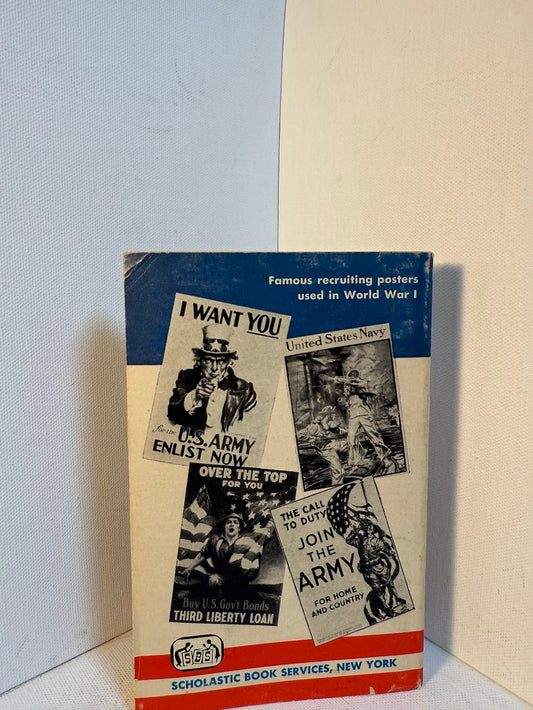 Famous recruiting posters
used in World War I
I WANT YOU
for the
U.S. ARMY
ENLIST NOW
United States Navy
OVER THE TOP
FOR YOU
Buy U.S. Gov't Bonds
THIRD LIBERTY LOAN
THE CALL
TO DUTY
JOIN
THE
ARMY
FOR HOME
AND COUNTRY
SBS
SCHOLASTIC BOOK SERVICES, NEW YORK